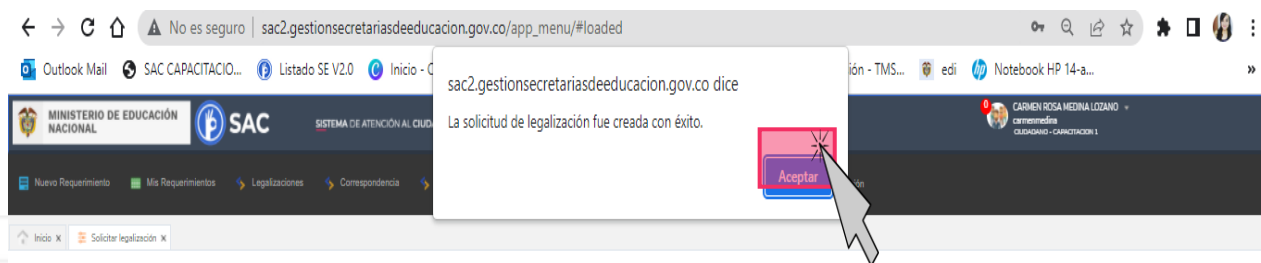 No es seguro | sac2.gestionsecretariasdeeducacion.gov.co/app_menu/#loaded
Outlook Mail SAC CAPACITACIO... Listado SE V2.0 Inicio - C ión - TMS... edi Notebook HP 14-a... »
sac2.gestionsecretariasdeeducacion.gov.co dice
La solicitud de legalización fue creada con éxito.
Aceptar
MINISTERIO DE EDUCACIÓN
NACIONAL
SAC
SISTEMA DE ATENCIÓN AL CIUD
0
CARMEN ROSA MEDINA LOZANO
carmenmedina
CIUDADANO - CAPACITACION 1
Nuevo Requerimiento Mis Requerimientos Legalizaciones Correspondencia ón
Inicio x Solicitar legalización x